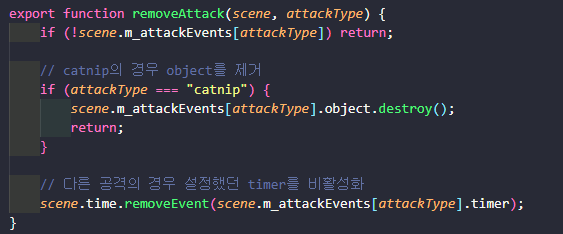 export function removeAttack(scene, attackType) {
    if (!scene.m_attackEvents[attackType]) return;

    // catnip의 경우 object를 제거
    if (attackType === "catnip") {
        scene.m_attackEvents[attackType].object.destroy();
        return;
    }

    // 다른 공격의 경우 설정했던 timer를 비활성화
    scene.time.removeEvent(scene.m_attackEvents[attackType].timer);
}